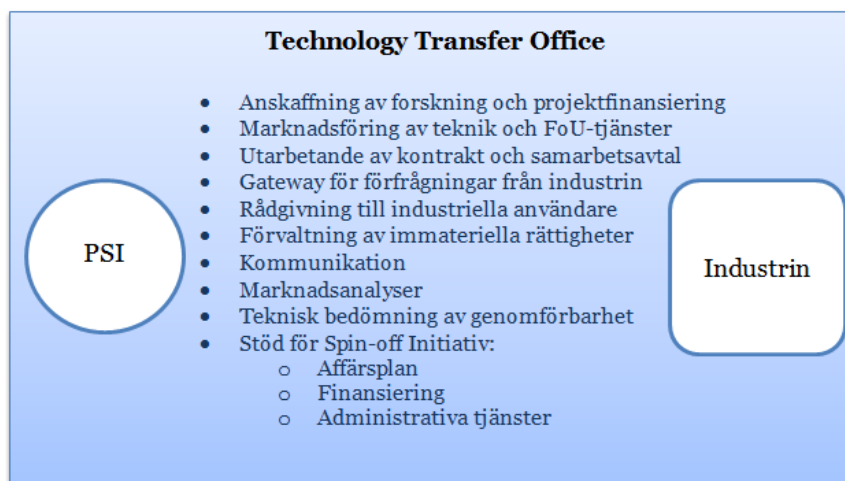 Technology Transfer Office
• Anskaffning av forskning och projektfinansiering
• Marknadsföring av teknik och FoU-tjänster
• Utarbetande av kontrakt och samarbetsavtal
• Gateway för förfrågningar från industrin
• Rådgivning till industriella användare
• Förvaltning av immateriella rättigheter
• Kommunikation
• Marknadsanalyser
• Teknisk bedömning av genomförbarhet
• Stöd för Spin-off Initiativ:
o Affärsplan
o Finansiering
o Administrativa tjänster
PSI
Industrin